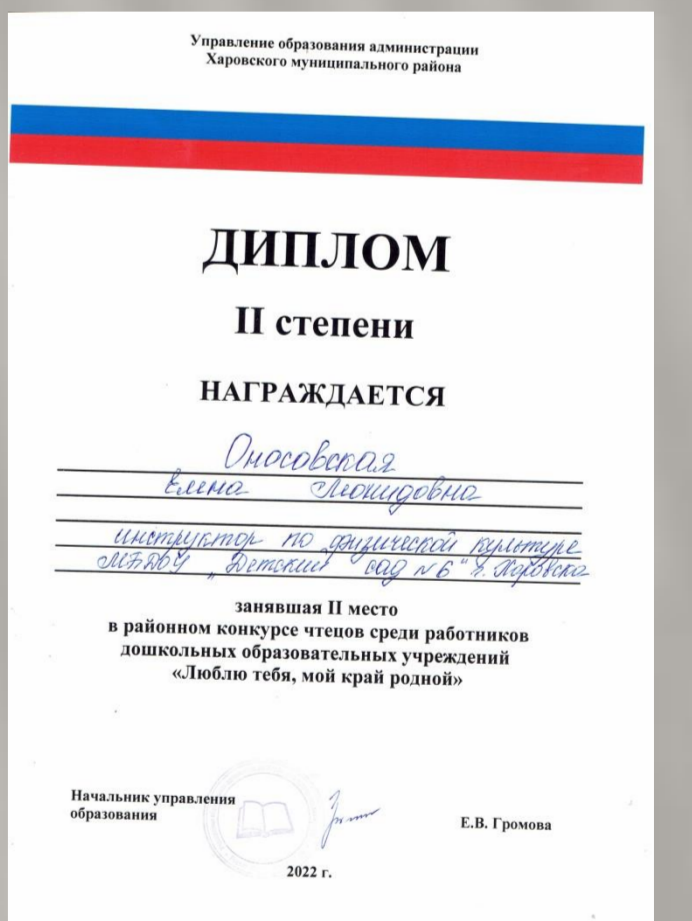 Управление образования администрации
Харовского муниципального района
ДИПЛОМ
II степени
НАГРАЖДАЕТСЯ
Оносовская
Елена Леонидовна
инструктор по физической культуре
МБДОУ „Детский сад №6" г. Харовска
занявшая II место
в районном конкурсе чтецов среди работников
дошкольных образовательных учреждений
«Люблю тебя, мой край родной»
Начальник управления
образования
Е.В. Громова
2022 г.